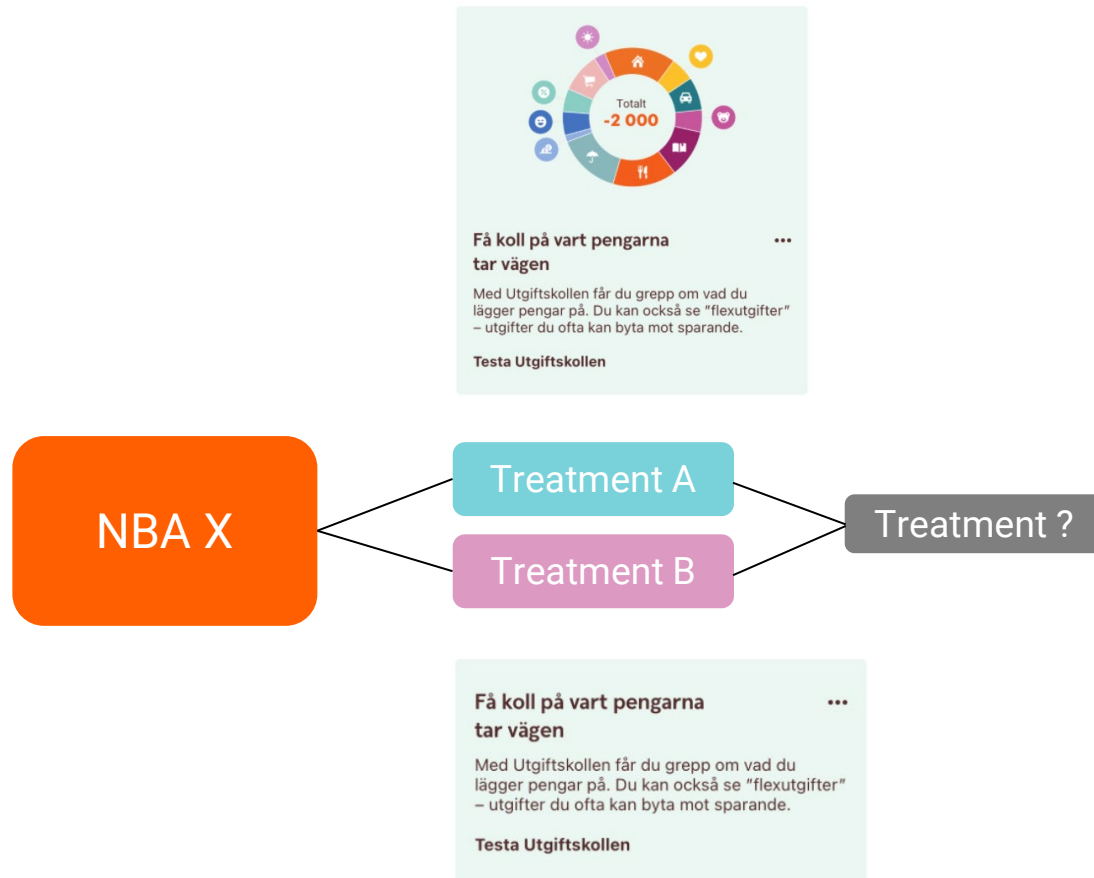 Totalt
-2 000
Få koll på vart pengarna
tar vägen
Med Utgiftskollen får du grepp om vad du
lägger pengar på. Du kan också se ”flexutgifter”
– utgifter du ofta kan byta mot sparande.
Testa Utgiftskollen
NBA X
Treatment A
Treatment B
Treatment ?
Få koll på vart pengarna
tar vägen
Med Utgiftskollen får du grepp om vad du
lägger pengar på. Du kan också se ”flexutgifter”
– utgifter du ofta kan byta mot sparande.
Testa Utgiftskollen